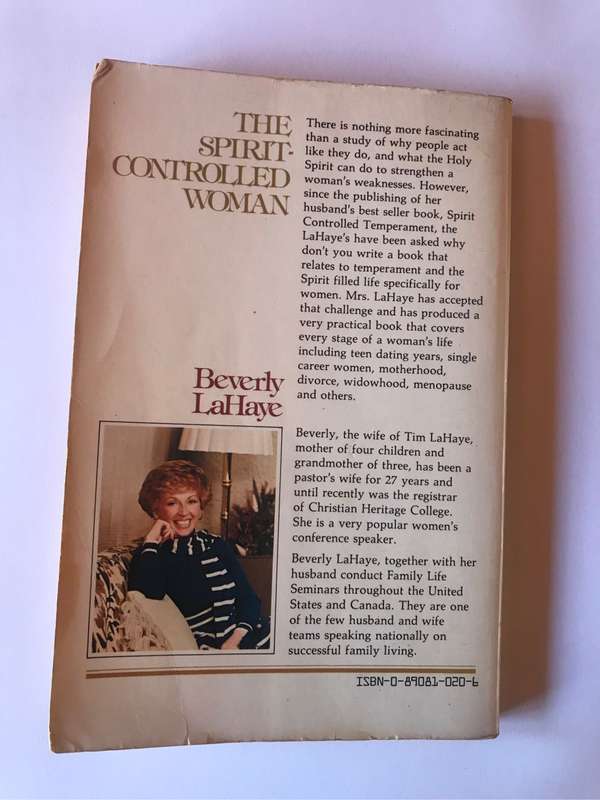 THE
SPIRIT-
CONTROLLED
WOMAN
There is nothing more fascinating
than a study of why people act
like they do, and what the Holy
Spirit can do to strengthen a
woman's weaknesses. However,
since the publishing of her
husband's best seller book, Spirit
Controlled Temperament, the
LaHaye's have been asked why
don't you write a book that
relates to temperament and the
Spirit filled life specifically for
women. Mrs. LaHaye has accepted
that challenge and has produced a
very practical book that covers
every stage of a woman's life
including teen dating years, single
career women, motherhood,
divorce, widowhood, menopause
and others.
Beverly
LaHaye
Beverly, the wife of Tim LaHaye,
mother of four children and
grandmother of three, has been a
pastor's wife for 27 years and
until recently was the registrar
of Christian Heritage College.
She is a very popular women's
conference speaker.
Beverly LaHaye, together with her
husband conduct Family Life
Seminars throughout the United
States and Canada. They are one
of the few husband and wife
teams speaking nationally on
successful family living.
ISBN-0-89081-020-6